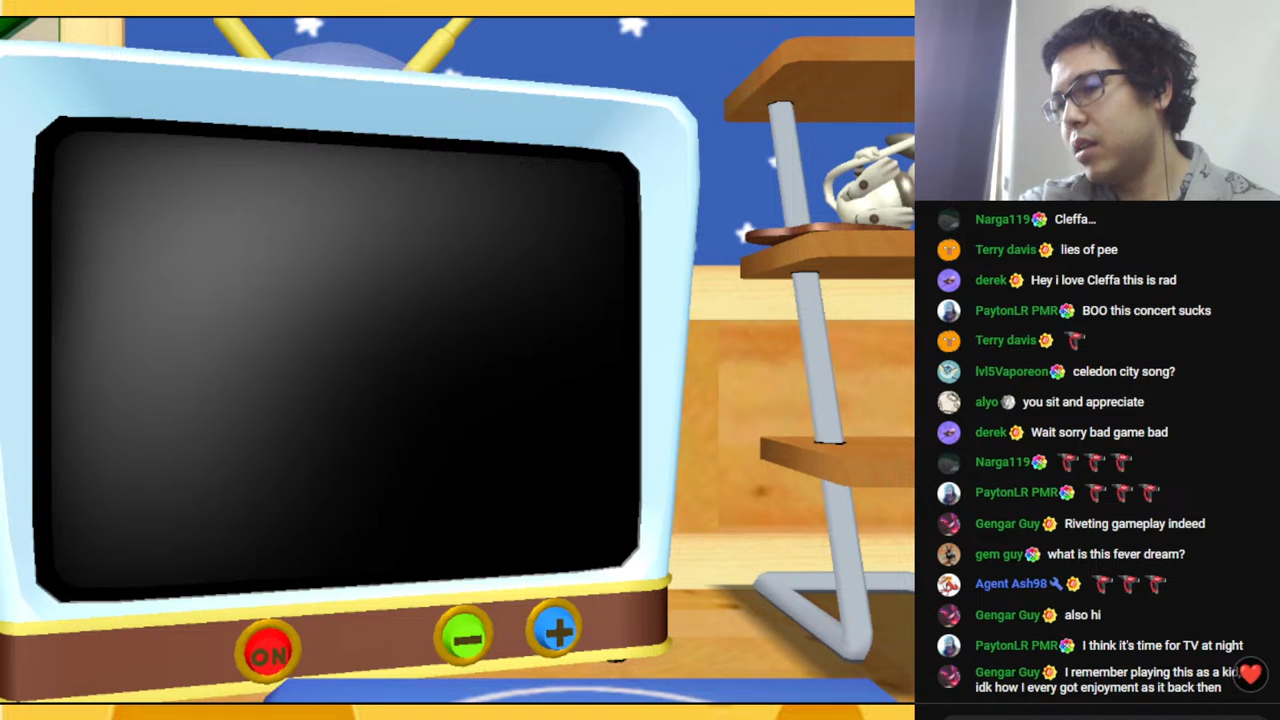 ON
Narga119 Cleffa...
Terry davis lies of pee
derek Hey i love Cleffa this is rad
PaytonLR PMR BOO this concert sucks
Terry davis
lvl5Vaporeon celedon city song?
alyo you sit and appreciate
derek Wait sorry bad game bad
Narga119
PaytonLR PMR
Gengar Guy Riveting gameplay indeed
gem guy what is this fever dream?
Agent Ash98
Gengar Guy also hi
PaytonLR PMR I think it's time for TV at night
Gengar Guy I remember playing this as a kid,
idk how I every got enjoyment as it back then